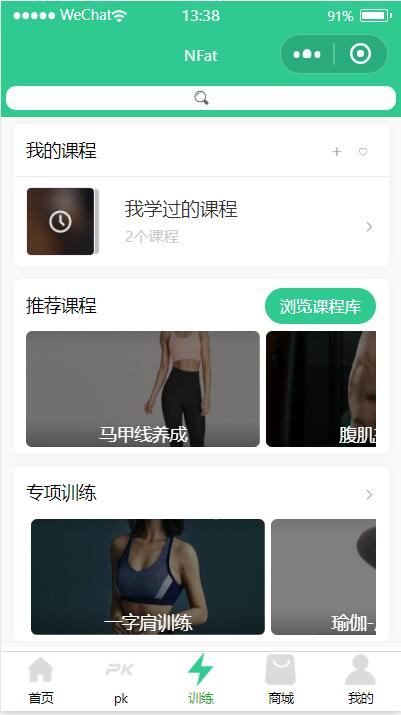 ●●●●● WeChat 13:38 91%
NFat
我的课程
我学过的课程
2个课程
推荐课程 浏览课程库
马甲线养成 腹肌
专项训练
一字肩训练 瑜伽-
首页 PK pk 训练 商城 我的